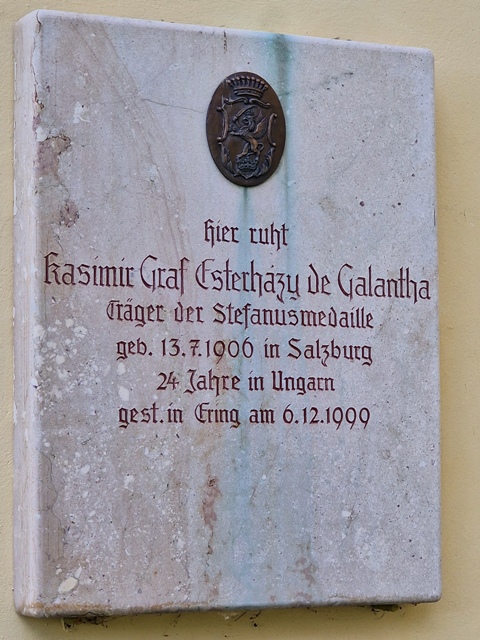 Hier ruht
Kasimir Graf Esterházy de Galantha
Träger der Stefanusmedaille
geb. 13.7.1906 in Salzburg
24 Jahre in Ungarn
gest. in Ering am 6.12.1999